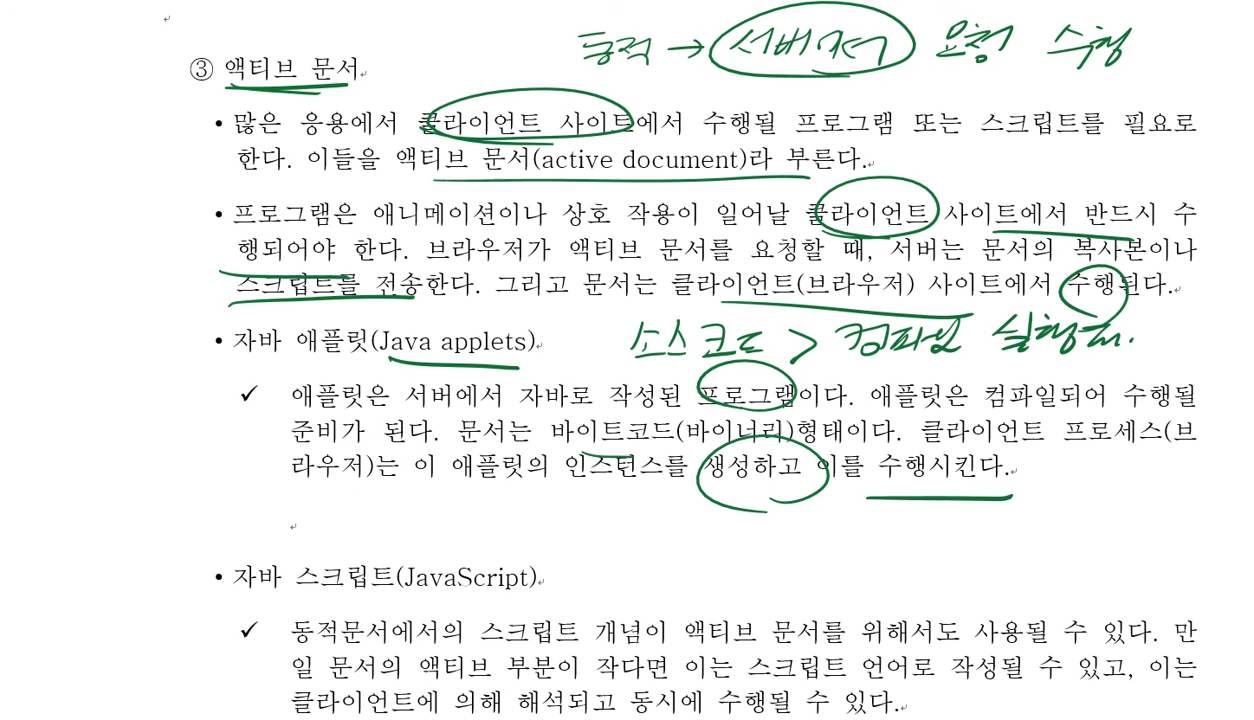 동적 → 서버에서 요청 수행
③ 액티브 문서
• 많은 응용에서 클라이언트 사이트에서 수행될 프로그램 또는 스크립트를 필요로
한다. 이들을 액티브 문서(active document)라 부른다.
• 프로그램은 애니메이션이나 상호 작용이 일어날 클라이언트 사이트에서 반드시 수
행되어야 한다. 브라우저가 액티브 문서를 요청할 때, 서버는 문서의 복사본이나
스크립트를 전송한다. 그리고 문서는 클라이언트(브라우저) 사이트에서 수행된다.
• 자바 애플릿(Java applets)
소스코드 > 컴파일
✓ 애플릿은 서버에서 자바로 작성된 프로그램이다. 애플릿은 컴파일되어 수행될
준비가 된다. 문서는 바이트코드(바이너리)형태이다. 클라이언트 프로세스(브
라우저)는 이 애플릿의 인스턴스를 생성하고 이를 수행시킨다.
• 자바 스크립트(JavaScript)
✓ 동적문서에서의 스크립트 개념이 액티브 문서를 위해서도 사용될 수 있다. 만
일 문서의 액티브 부분이 작다면 이는 스크립트 언어로 작성될 수 있고, 이는
클라이언트에 의해 해석되고 동시에 수행될 수 있다.